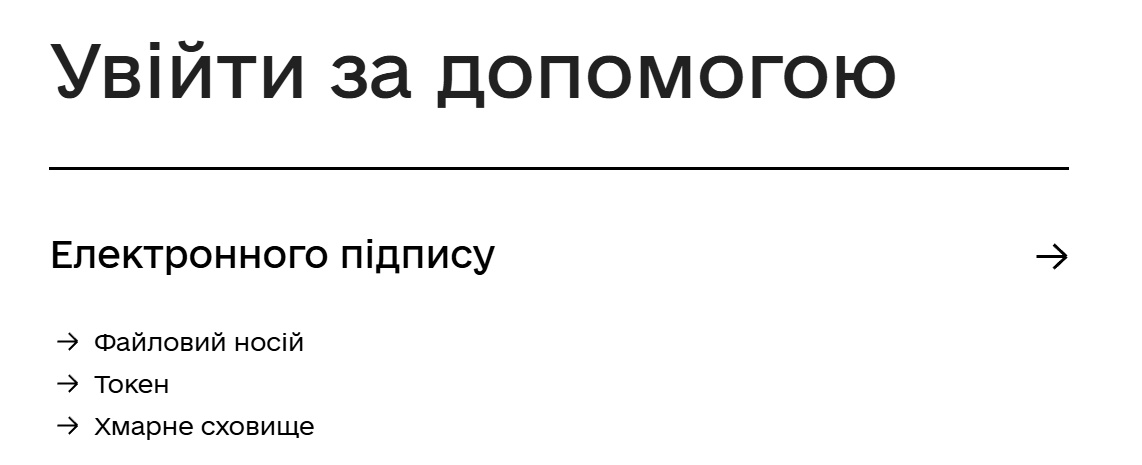 Увійти за допомогою
Електронного підпису
Файловий носій
Токен
Хмарне сховище